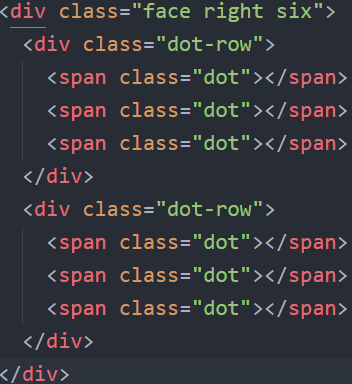 <div class="face right six">
<div class="dot-row">
<span class="dot"></span>
<span class="dot"></span>
<span class="dot"></span>
</div>
<div class="dot-row">
<span class="dot"></span>
<span class="dot"></span>
<span class="dot"></span>
</div>
</div>